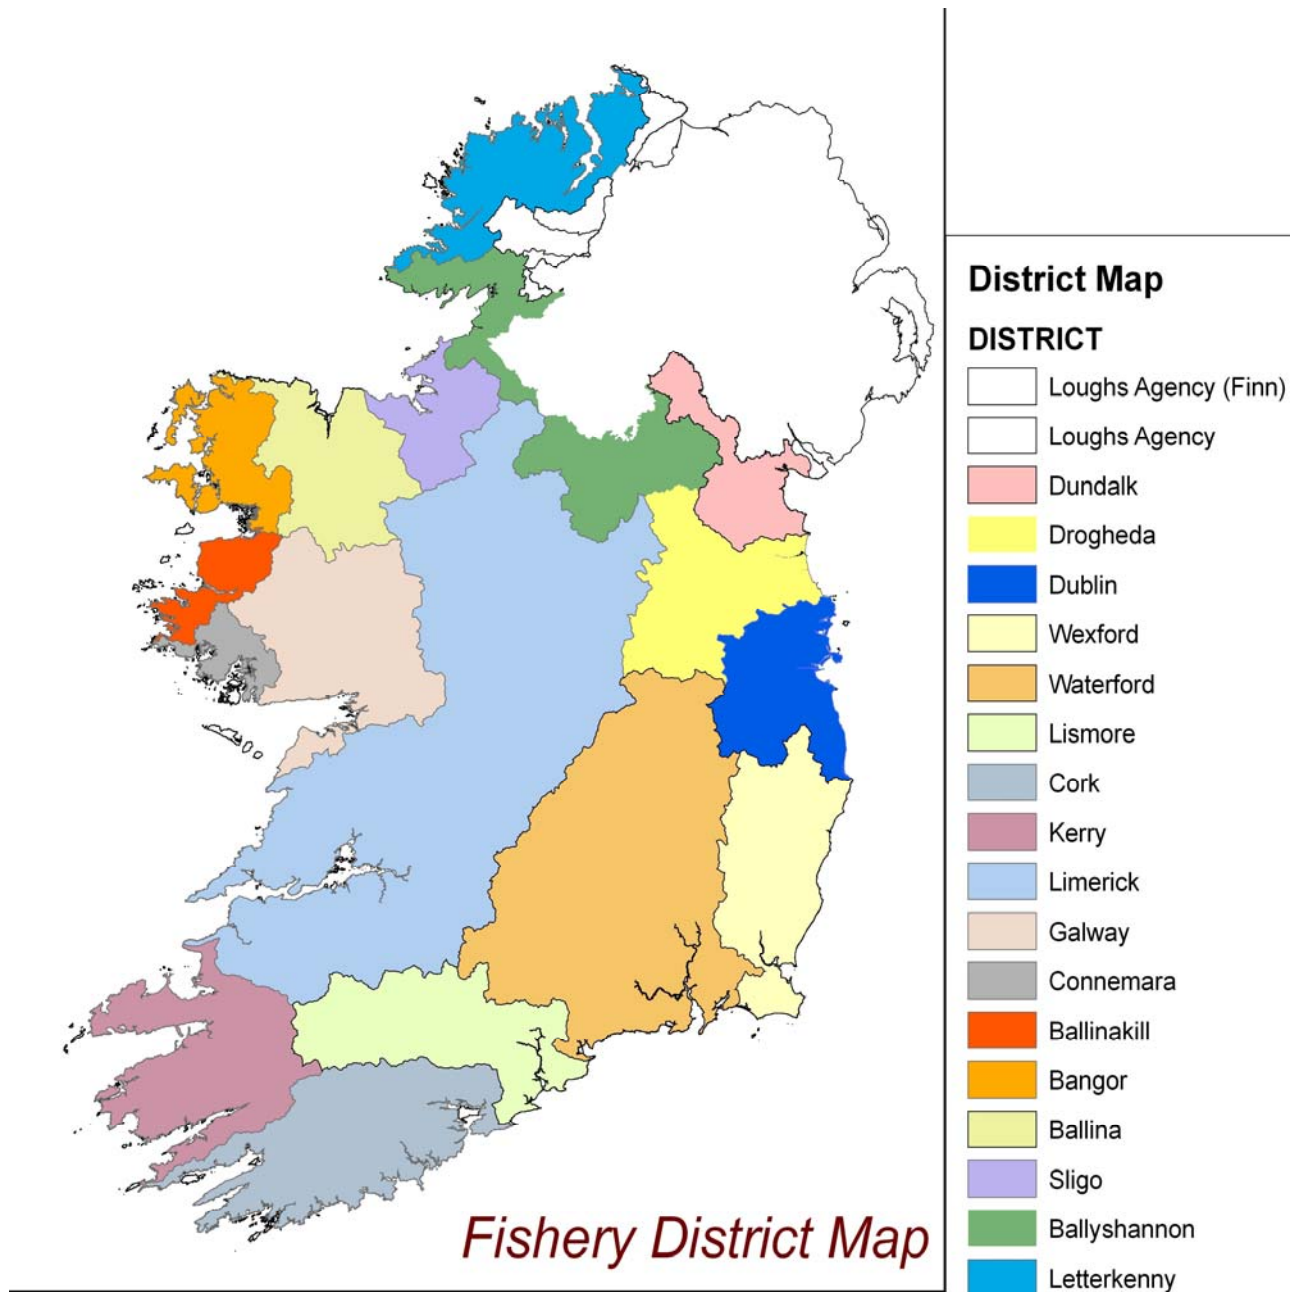 District Map
DISTRICT
Loughs Agency (Finn)
Loughs Agency
Dundalk
Drogheda
Dublin
Wexford
Waterford
Lismore
Cork
Kerry
Limerick
Galway
Connemara
Ballinakill
Bangor
Ballina
Sligo
Ballyshannon
Letterkenny
Fishery District Map